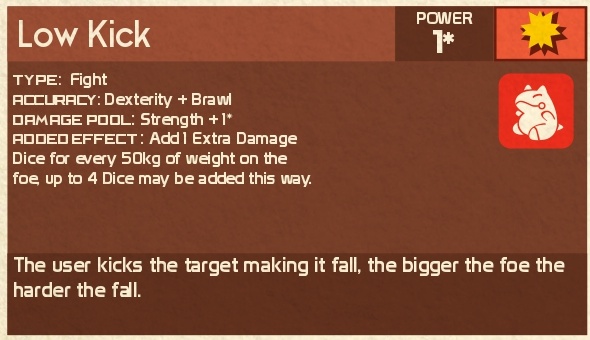 Low Kick
POWER
1*
TYPE: Fight
ACCURACY: Dexterity + Brawl
DAMAGE POOL: Strength + 1*
ADDED EFFECT: Add 1 Extra Damage
Dice for every 50kg of weight on the
foe, up to 4 Dice may be added this way.
The user kicks the target making it fall, the bigger the foe the
harder the fall.